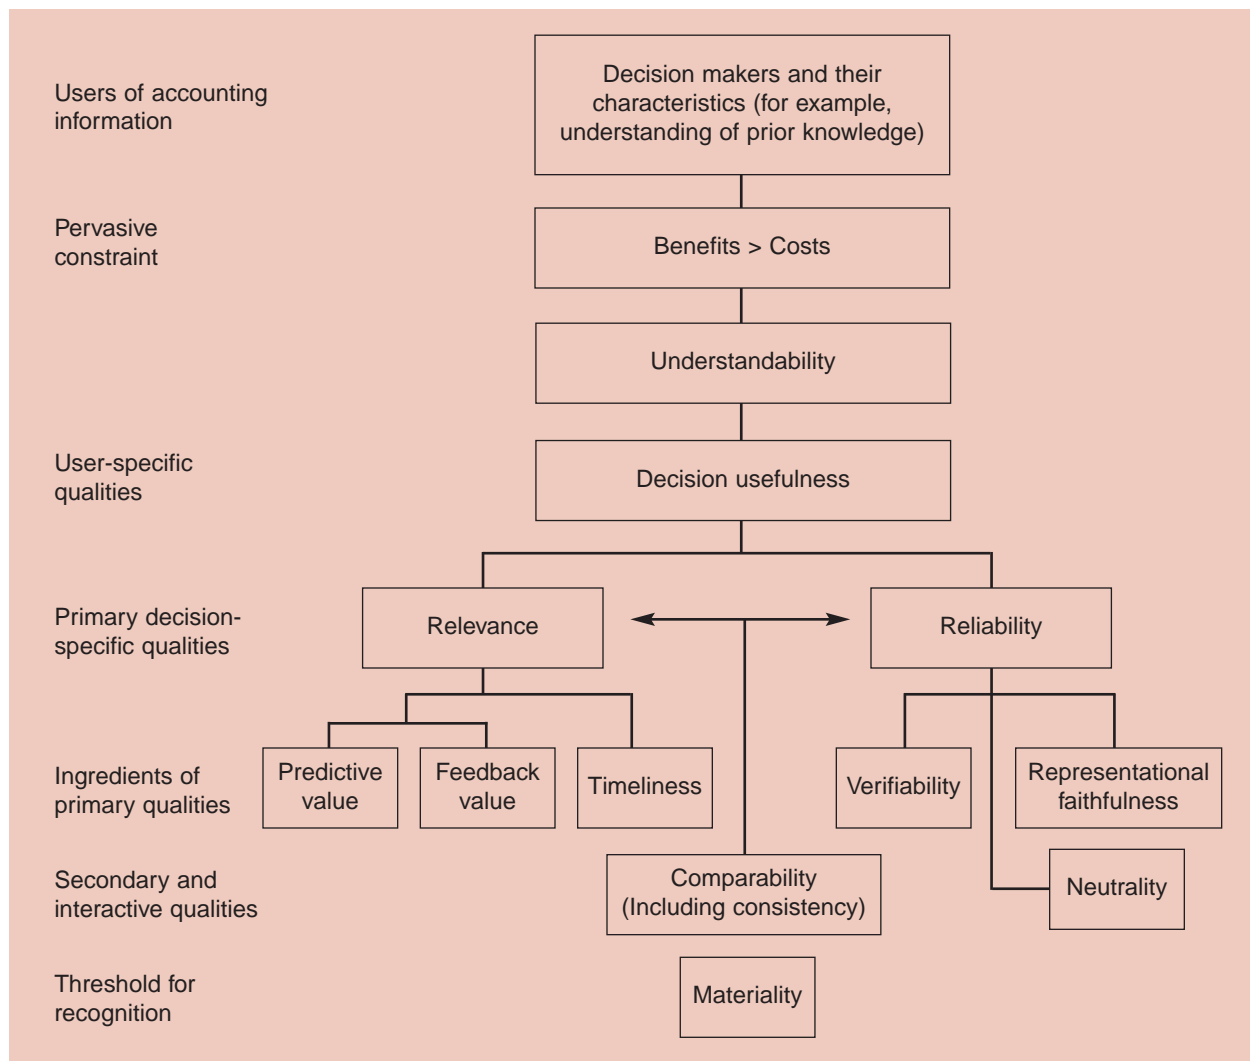 Users of accounting
information
Decision makers and their
characteristics (for example,
understanding of prior knowledge)
Pervasive
constraint
Benefits > Costs
Understandability
User-specific
qualities
Decision usefulness
Primary decision-
specific qualities
Relevance
Reliability
Ingredients of
primary qualities
Predictive
value
Feedback
value
Timeliness
Verifiability
Representational
faithfulness
Secondary and
interactive qualities
Comparability
(Including consistency)
Neutrality
Threshold for
recognition
Materiality